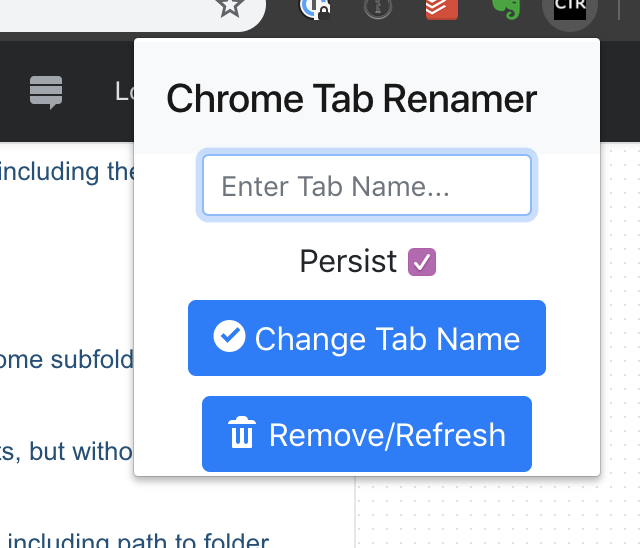 CTR
Lo
Chrome Tab Renamer
including the
Enter Tab Name...
Persist
Change Tab Name
ome subfold
Remove/Refresh
ts, but witho
including path to folder